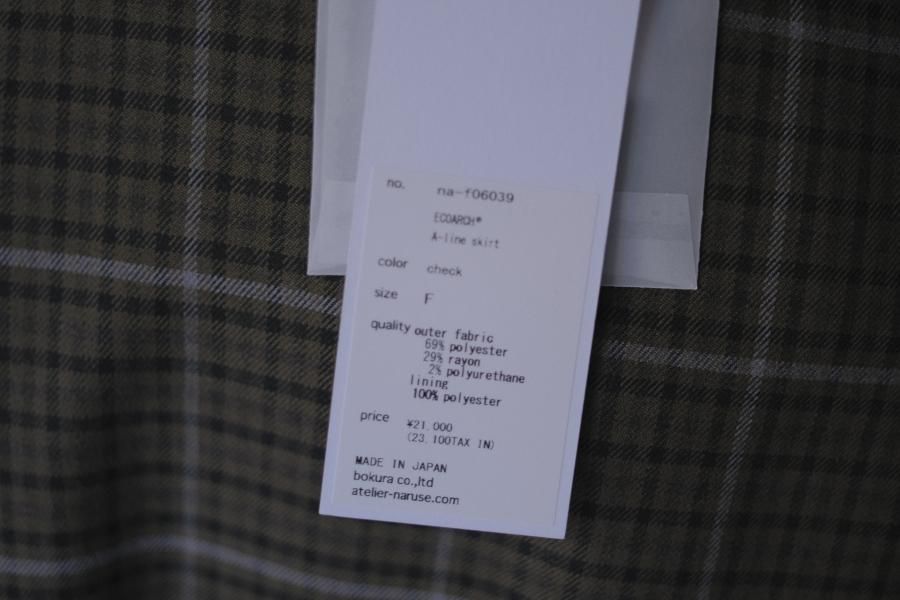 no. na-f06039
ECOARCH®
A-line skirt
color check
size F
quality outer fabric
69% polyester
29% rayon
2% polyurethane
lining
100% polyester
price ¥21.000
(23.100TAX IN)
MADE IN JAPAN
bokura co.,ltd
atelier-naruse.com